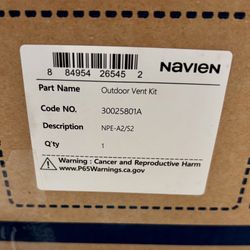 NAVIEN
8 84954 26545 2
Part Name Outdoor Vent Kit
Code NO. 30025801A
Description NPE-A2/S2
Q'ty 1
Warning : Cancer and Reproductive Harm
www.P65Warnings.ca.gov